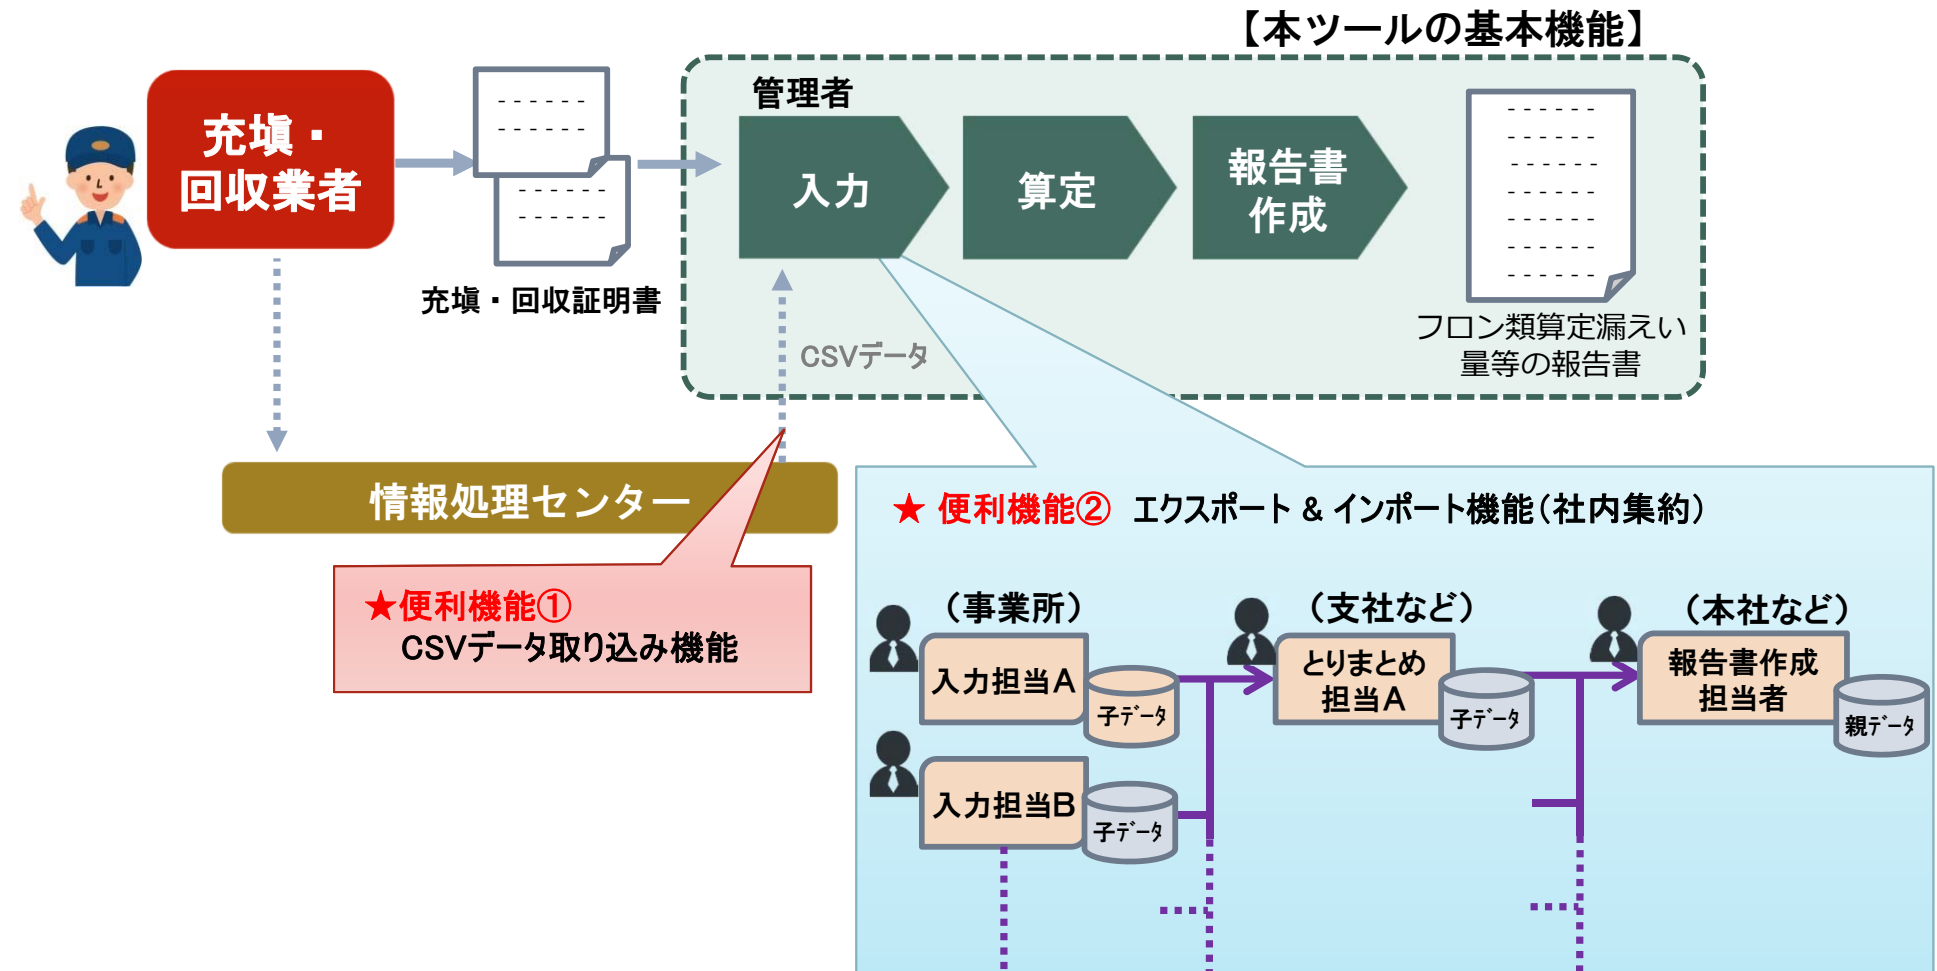 【本ツールの基本機能】
管理者
充塡・
回収業者
入力
算定
報告書
作成
充塡・回収証明書
フロン類算定漏えい
量等の報告書
CSVデータ
情報処理センター
★便利機能①
CSVデータ取り込み機能
★ 便利機能② エクスポート & インポート機能(社内集約)
(事業所)
(支社など)
(本社など)
入力担当A
子データ
とりまとめ
担当A
子データ
報告書作成
担当者
親データ
入力担当B
子データ